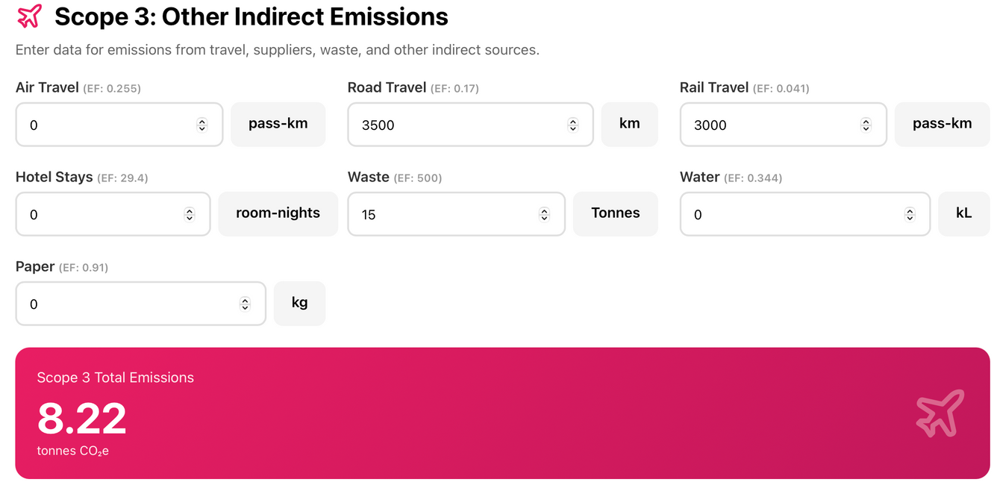 Scope 3: Other Indirect Emissions
Enter data for emissions from travel, suppliers, waste, and other indirect sources.
Air Travel (EF: 0.255)
0
pass-km
Road Travel (EF: 0.17)
3500
km
Rail Travel (EF: 0.041)
3000
pass-km
Hotel Stays (EF: 29.4)
0
room-nights
Waste (EF: 500)
15
Tonnes
Water (EF: 0.344)
0
kL
Paper (EF: 0.91)
0
kg
Scope 3 Total Emissions
8.22
tonnes CO₂e